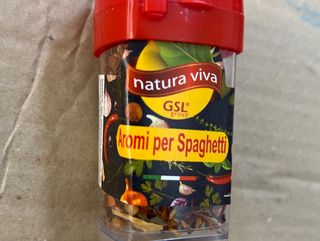 natura viva
GSL®
group
Aromi per Spaghetti